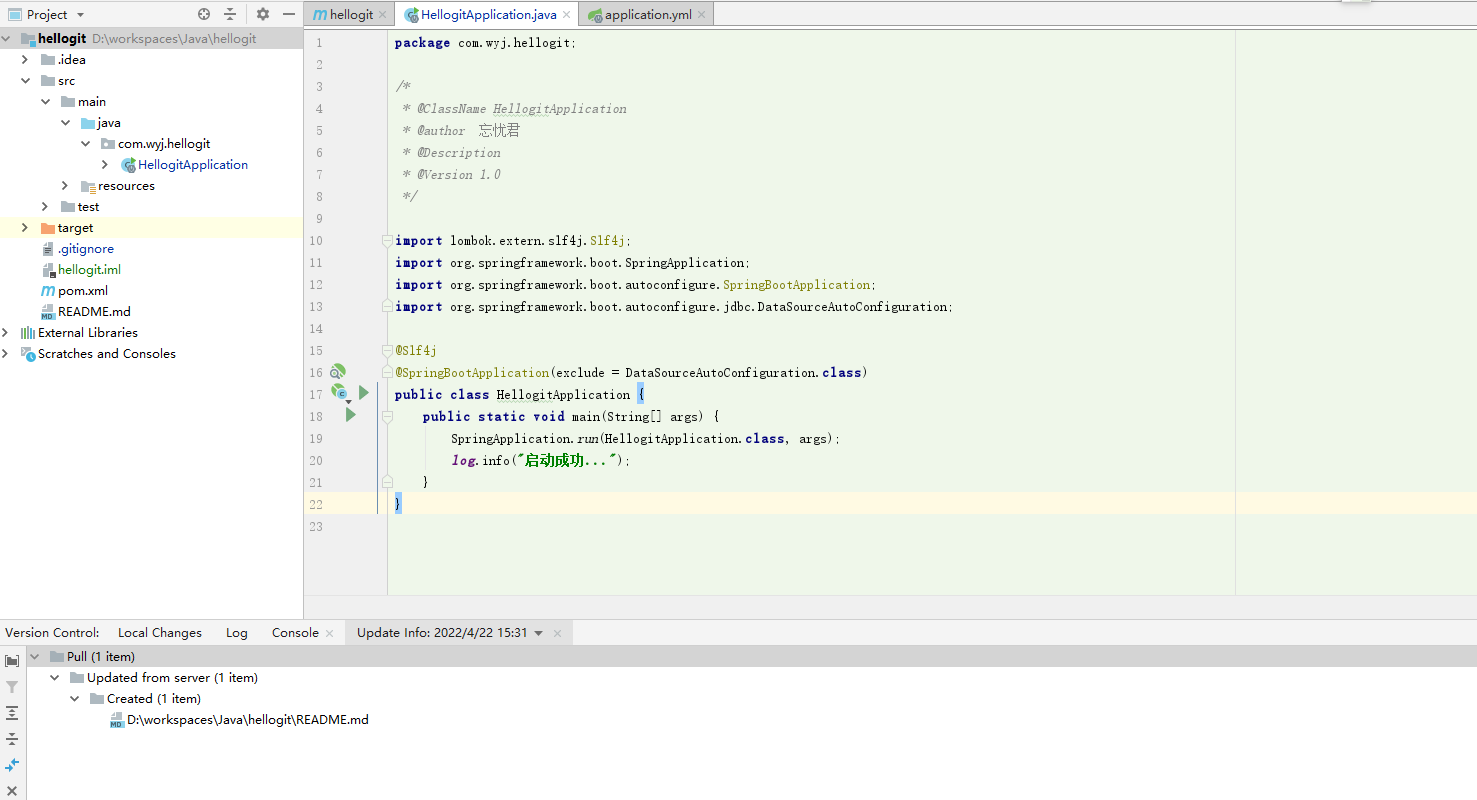 Project
hellogit D:\workspaces\Java\hellogit
.idea
src
main
java
com.wyj.hellogit
HellogitApplication
resources
test
target
.gitignore
hellogit.iml
pom.xml
README.md
External Libraries
Scratches and Consoles
hellogit HellogitApplication.java application.yml
1 package com.wyj.hellogit;
2
3 /*
4 * @ClassName HellogitApplication
5 * @author 忘忧君
6 * @Description
7 * @Version 1.0
8 */
9
10 import lombok.extern.slf4j.Slf4j;
11 import org.springframework.boot.SpringApplication;
12 import org.springframework.boot.autoconfigure.SpringBootApplication;
13 import org.springframework.boot.autoconfigure.jdbc.DataSourceAutoConfiguration;
14
15 @Slf4j
16 @SpringBootApplication(exclude = DataSourceAutoConfiguration.class)
17 public class HellogitApplication {
18 public static void main(String[] args) {
19 SpringApplication.run(HellogitApplication.class, args);
20 log.info("启动成功...");
21 }
22 }
23
Version Control: Local Changes Log Console Update Info: 2022/4/22 15:31
Pull (1 item)
Updated from server (1 item)
Created (1 item)
D:\workspaces\Java\hellogit\README.md